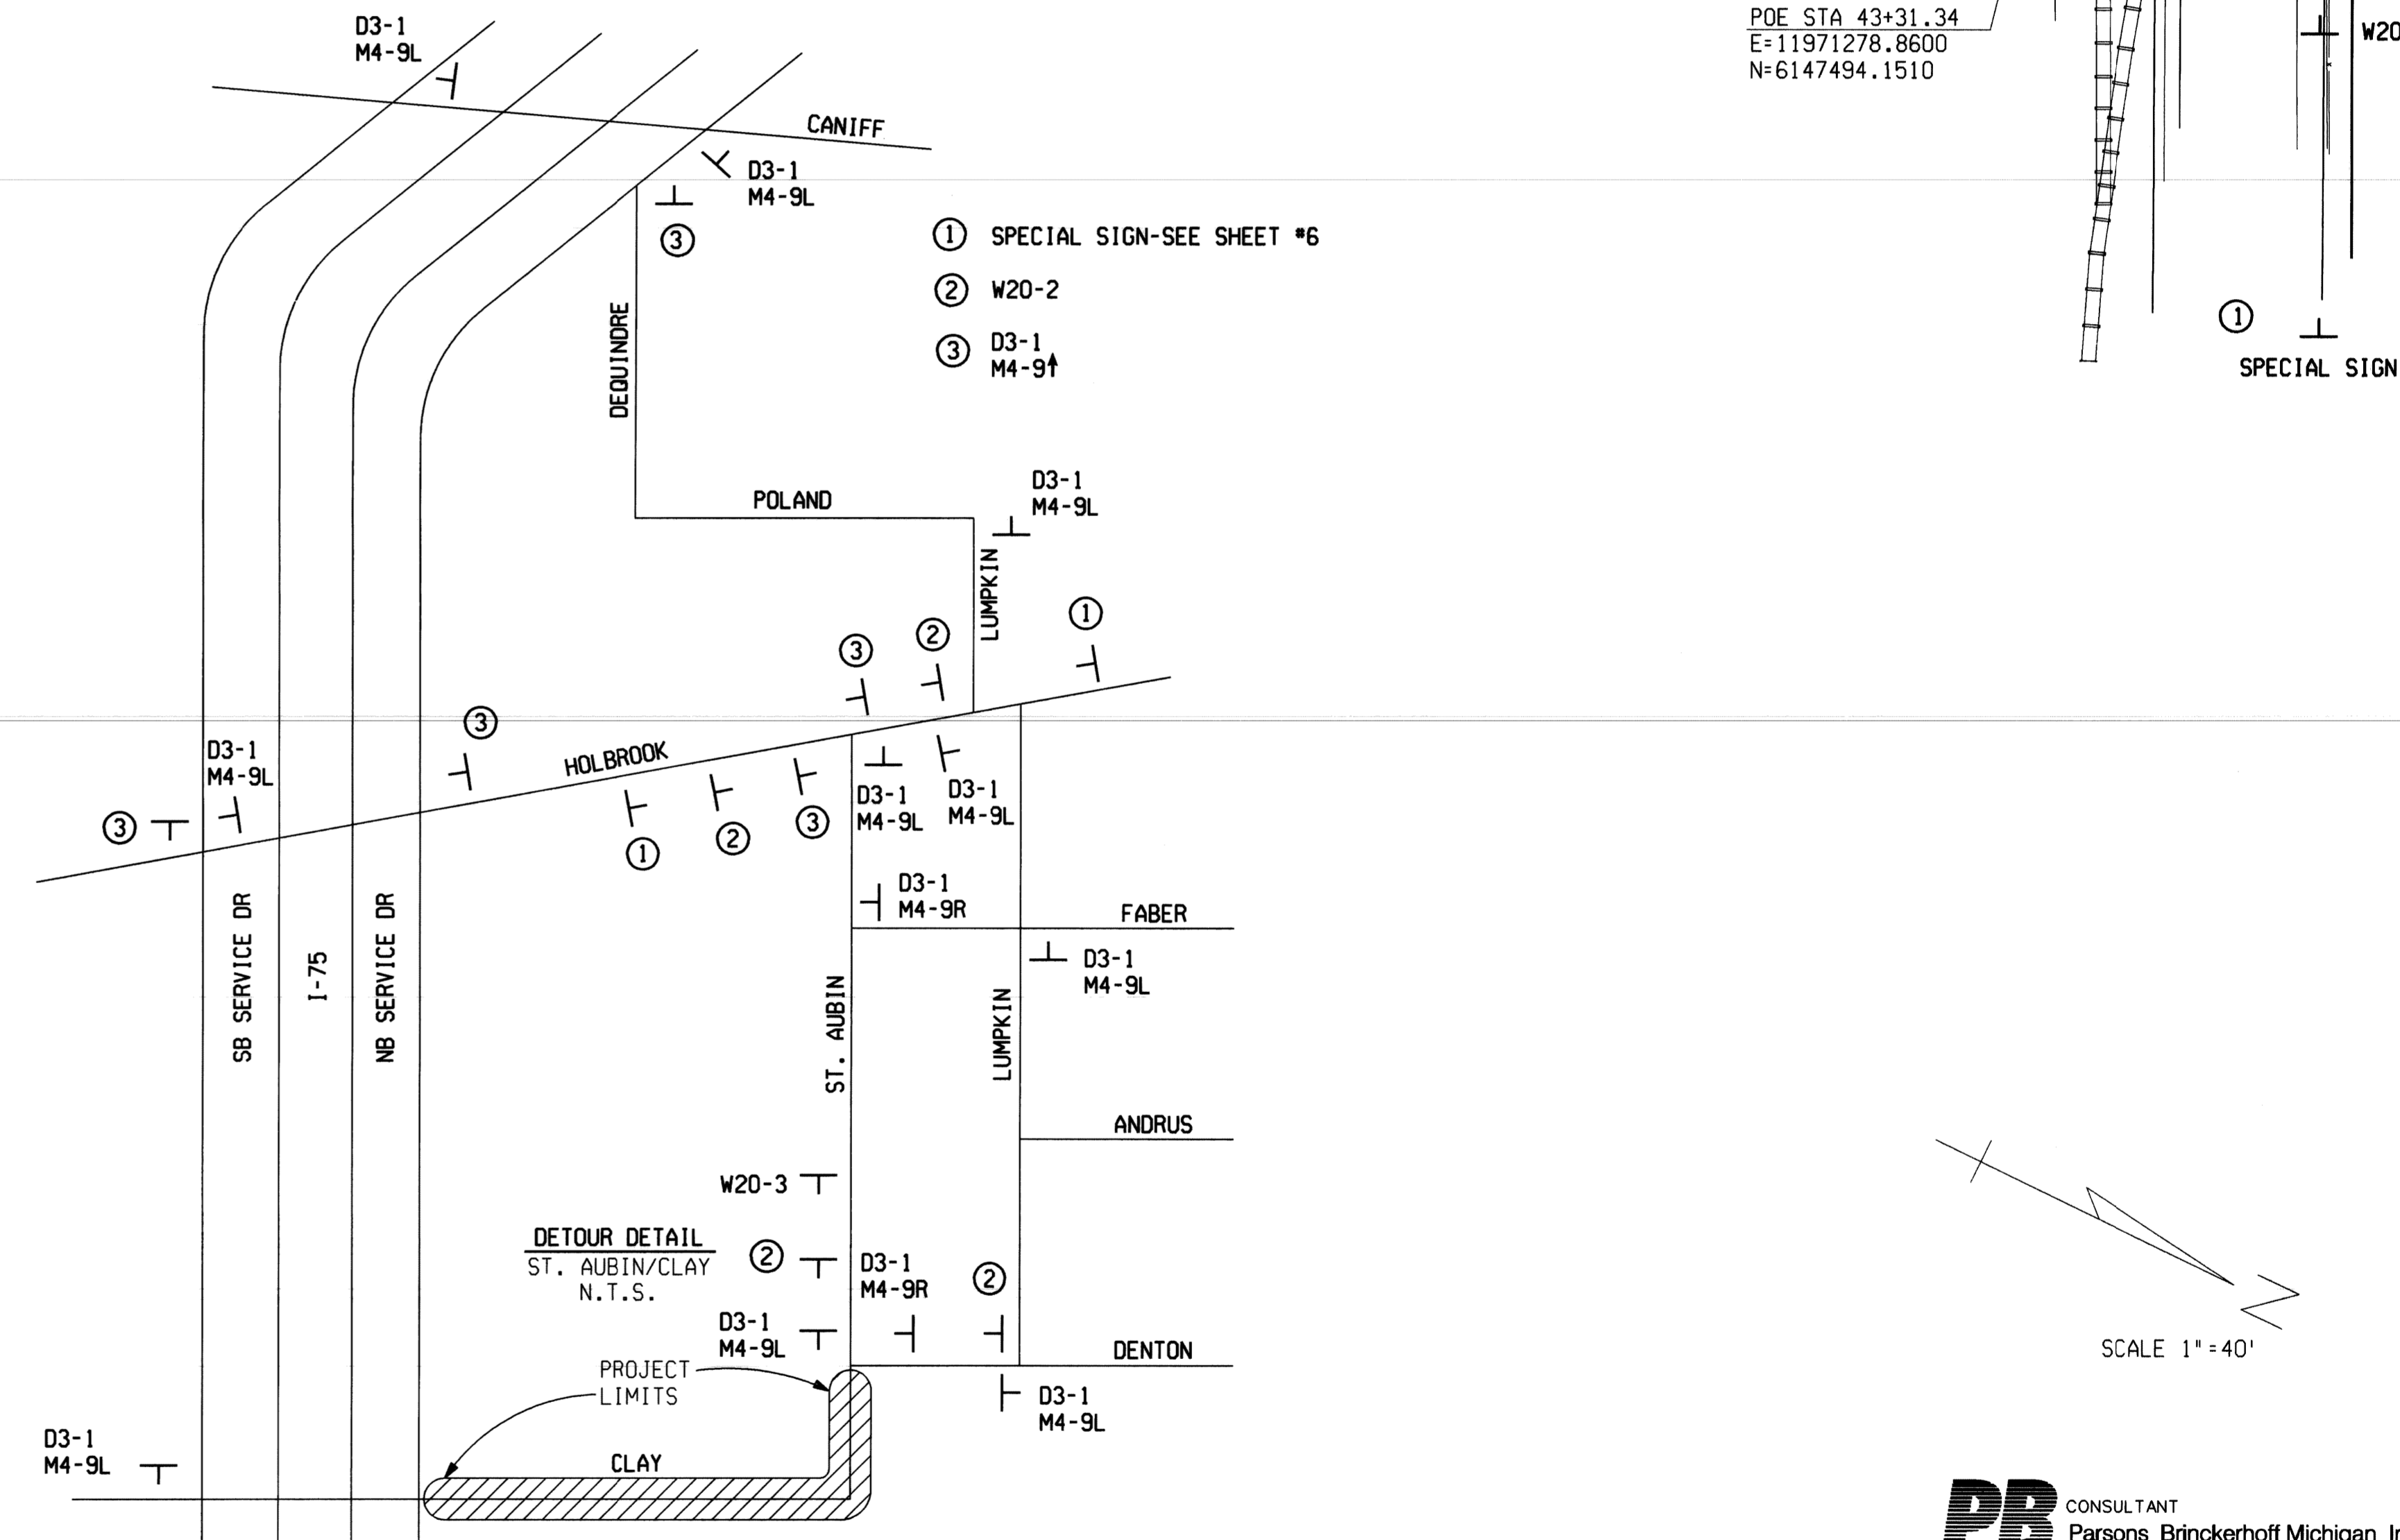 D3-1
M4-9L
CANIFF
D3-1
M4-9L
3
POE STA 43+31.34
E=11971278.8600
N=6147494.1510
W20
1 SPECIAL SIGN-SEE SHEET #6
2 W20-2
3 D3-1
M4-9↑
1
SPECIAL SIGN
DEQUINDRE
POLAND
D3-1
M4-9L
LUMPKIN
1
2
3
3
HOLBROOK
D3-1
M4-9L
3
1
2
3
D3-1
M4-9L
D3-1
M4-9L
D3-1
M4-9R
FABER
D3-1
M4-9L
SB SERVICE DR
I-75
NB SERVICE DR
ST. AUBIN
LUMPKIN
ANDRUS
W20-3
DETOUR DETAIL
ST. AUBIN/CLAY
N.T.S.
2
D3-1
M4-9R
2
D3-1
M4-9L
DENTON
PROJECT
LIMITS
D3-1
M4-9L
D3-1
M4-9L
CLAY
N
SCALE 1"=40'
PB
CONSULTANT
Parsons Brinckerhoff Michigan, In